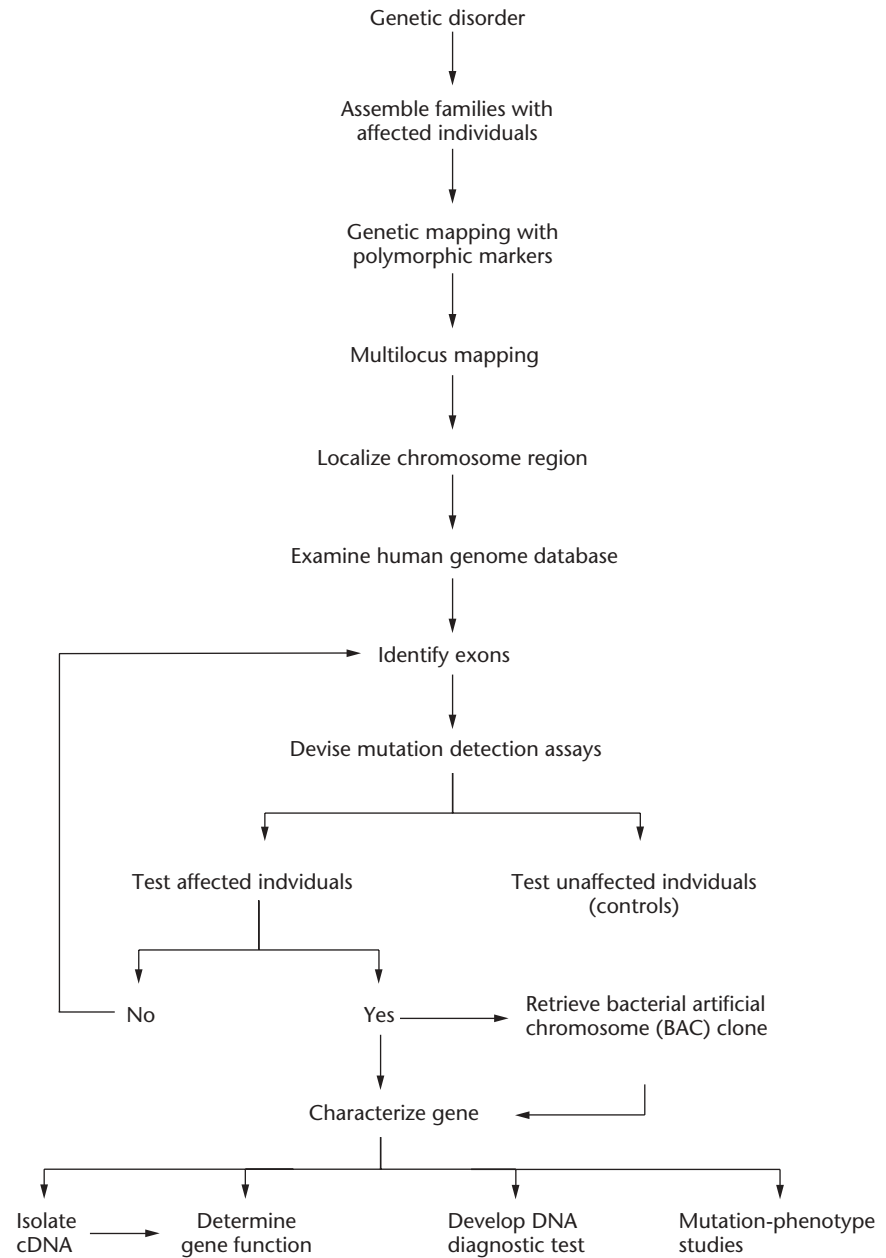 Genetic disorder
Assemble families with
affected individuals
Genetic mapping with
polymorphic markers
Multilocus mapping
Localize chromosome region
Examine human genome database
Identify exons
Devise mutation detection assays
Test affected indviduals
Test unaffected indviduals
(controls)
No
Yes
Retrieve bacterial artificial
chromosome (BAC) clone
Characterize gene
Isolate
cDNA
Determine
gene function
Develop DNA
diagnostic test
Mutation-phenotype
studies